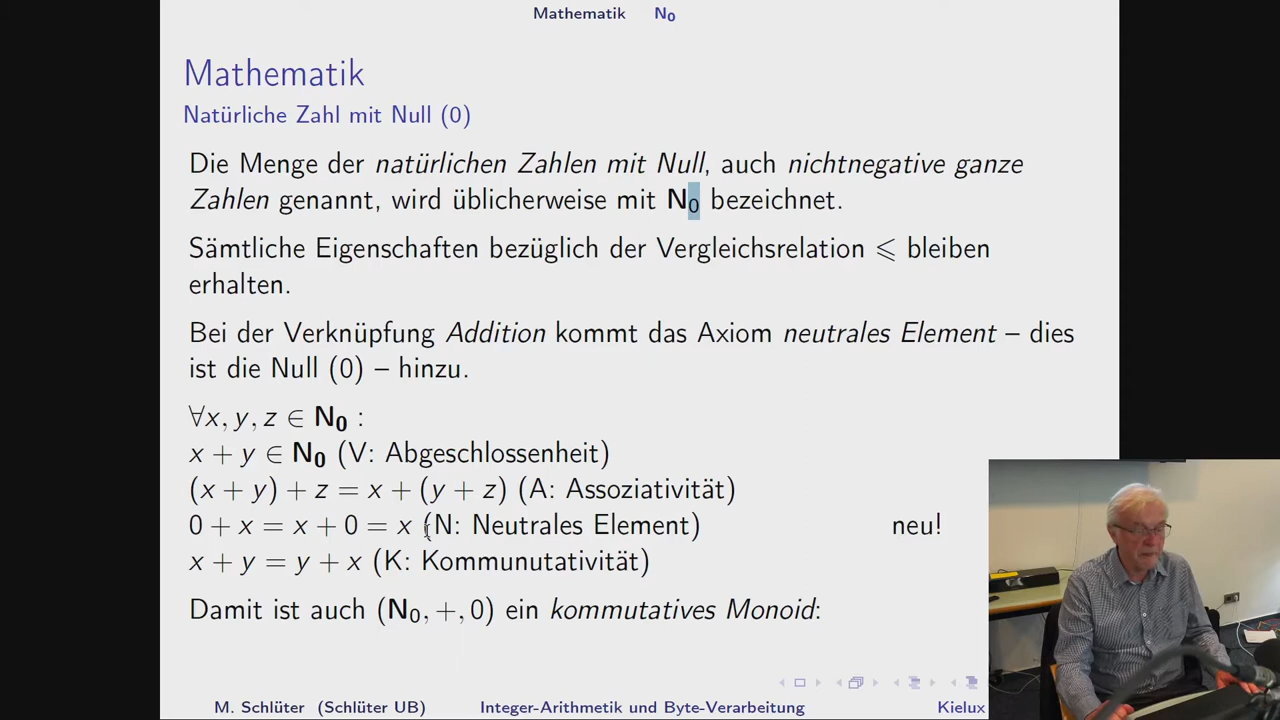 Mathematik N₀
Mathematik
Natürliche Zahl mit Null (0)
Die Menge der natürlichen Zahlen mit Null, auch nichtnegative ganze
Zahlen genannt, wird üblicherweise mit N₀ bezeichnet.
Sämtliche Eigenschaften bezüglich der Vergleichsrelation ⩽ bleiben
erhalten.
Bei der Verknüpfung Addition kommt das Axiom neutrales Element – dies
ist die Null (0) – hinzu.
∀x, y, z ∈ N₀ :
x + y ∈ N₀ (V: Abgeschlossenheit)
(x + y) + z = x + (y + z) (A: Assoziativität)
0 + x = x + 0 = x (N: Neutrales Element) neu!
x + y = y + x (K: Kommunutativität)
Damit ist auch (N₀, +, 0) ein kommutatives Monoid:
M. Schlüter (Schlüter UB) Integer-Arithmetik und Byte-Verarbeitung Kielux